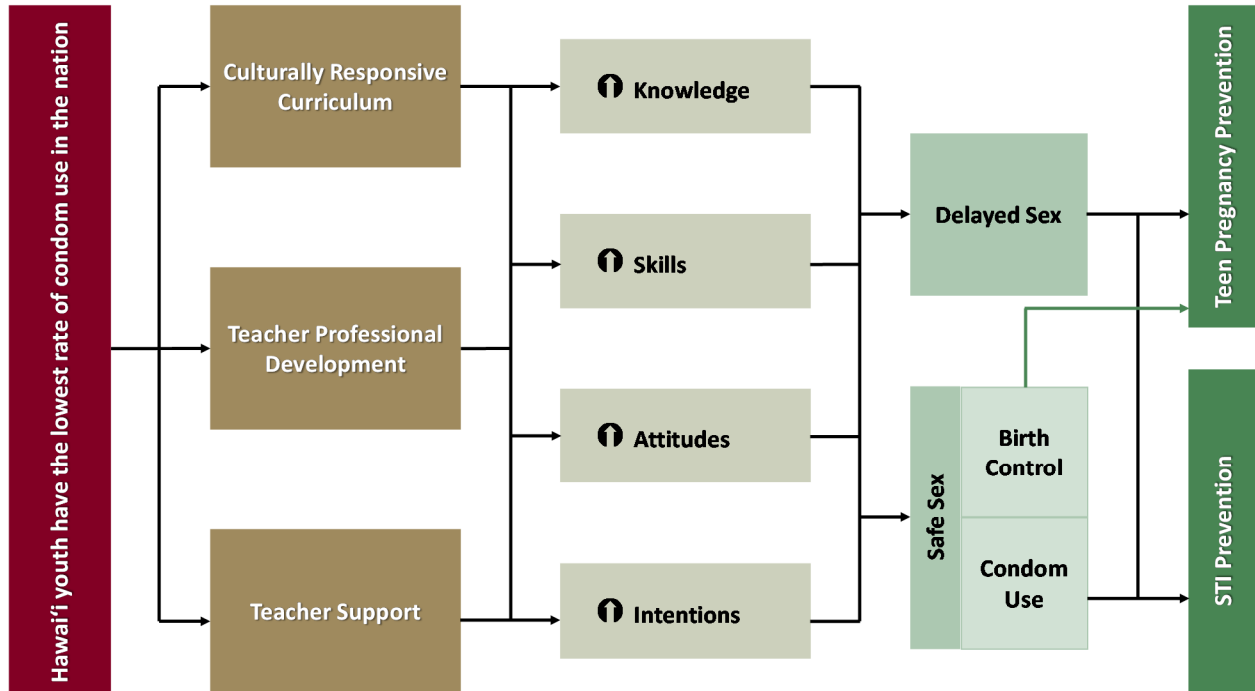 Hawaiʻi youth have the lowest rate of condom use in the nation
Culturally Responsive
Curriculum
Teacher Professional
Development
Teacher Support
Knowledge
Skills
Attitudes
Intentions
Delayed Sex
Safe Sex
Birth
Control
Condom
Use
Teen Pregnancy Prevention
STI Prevention